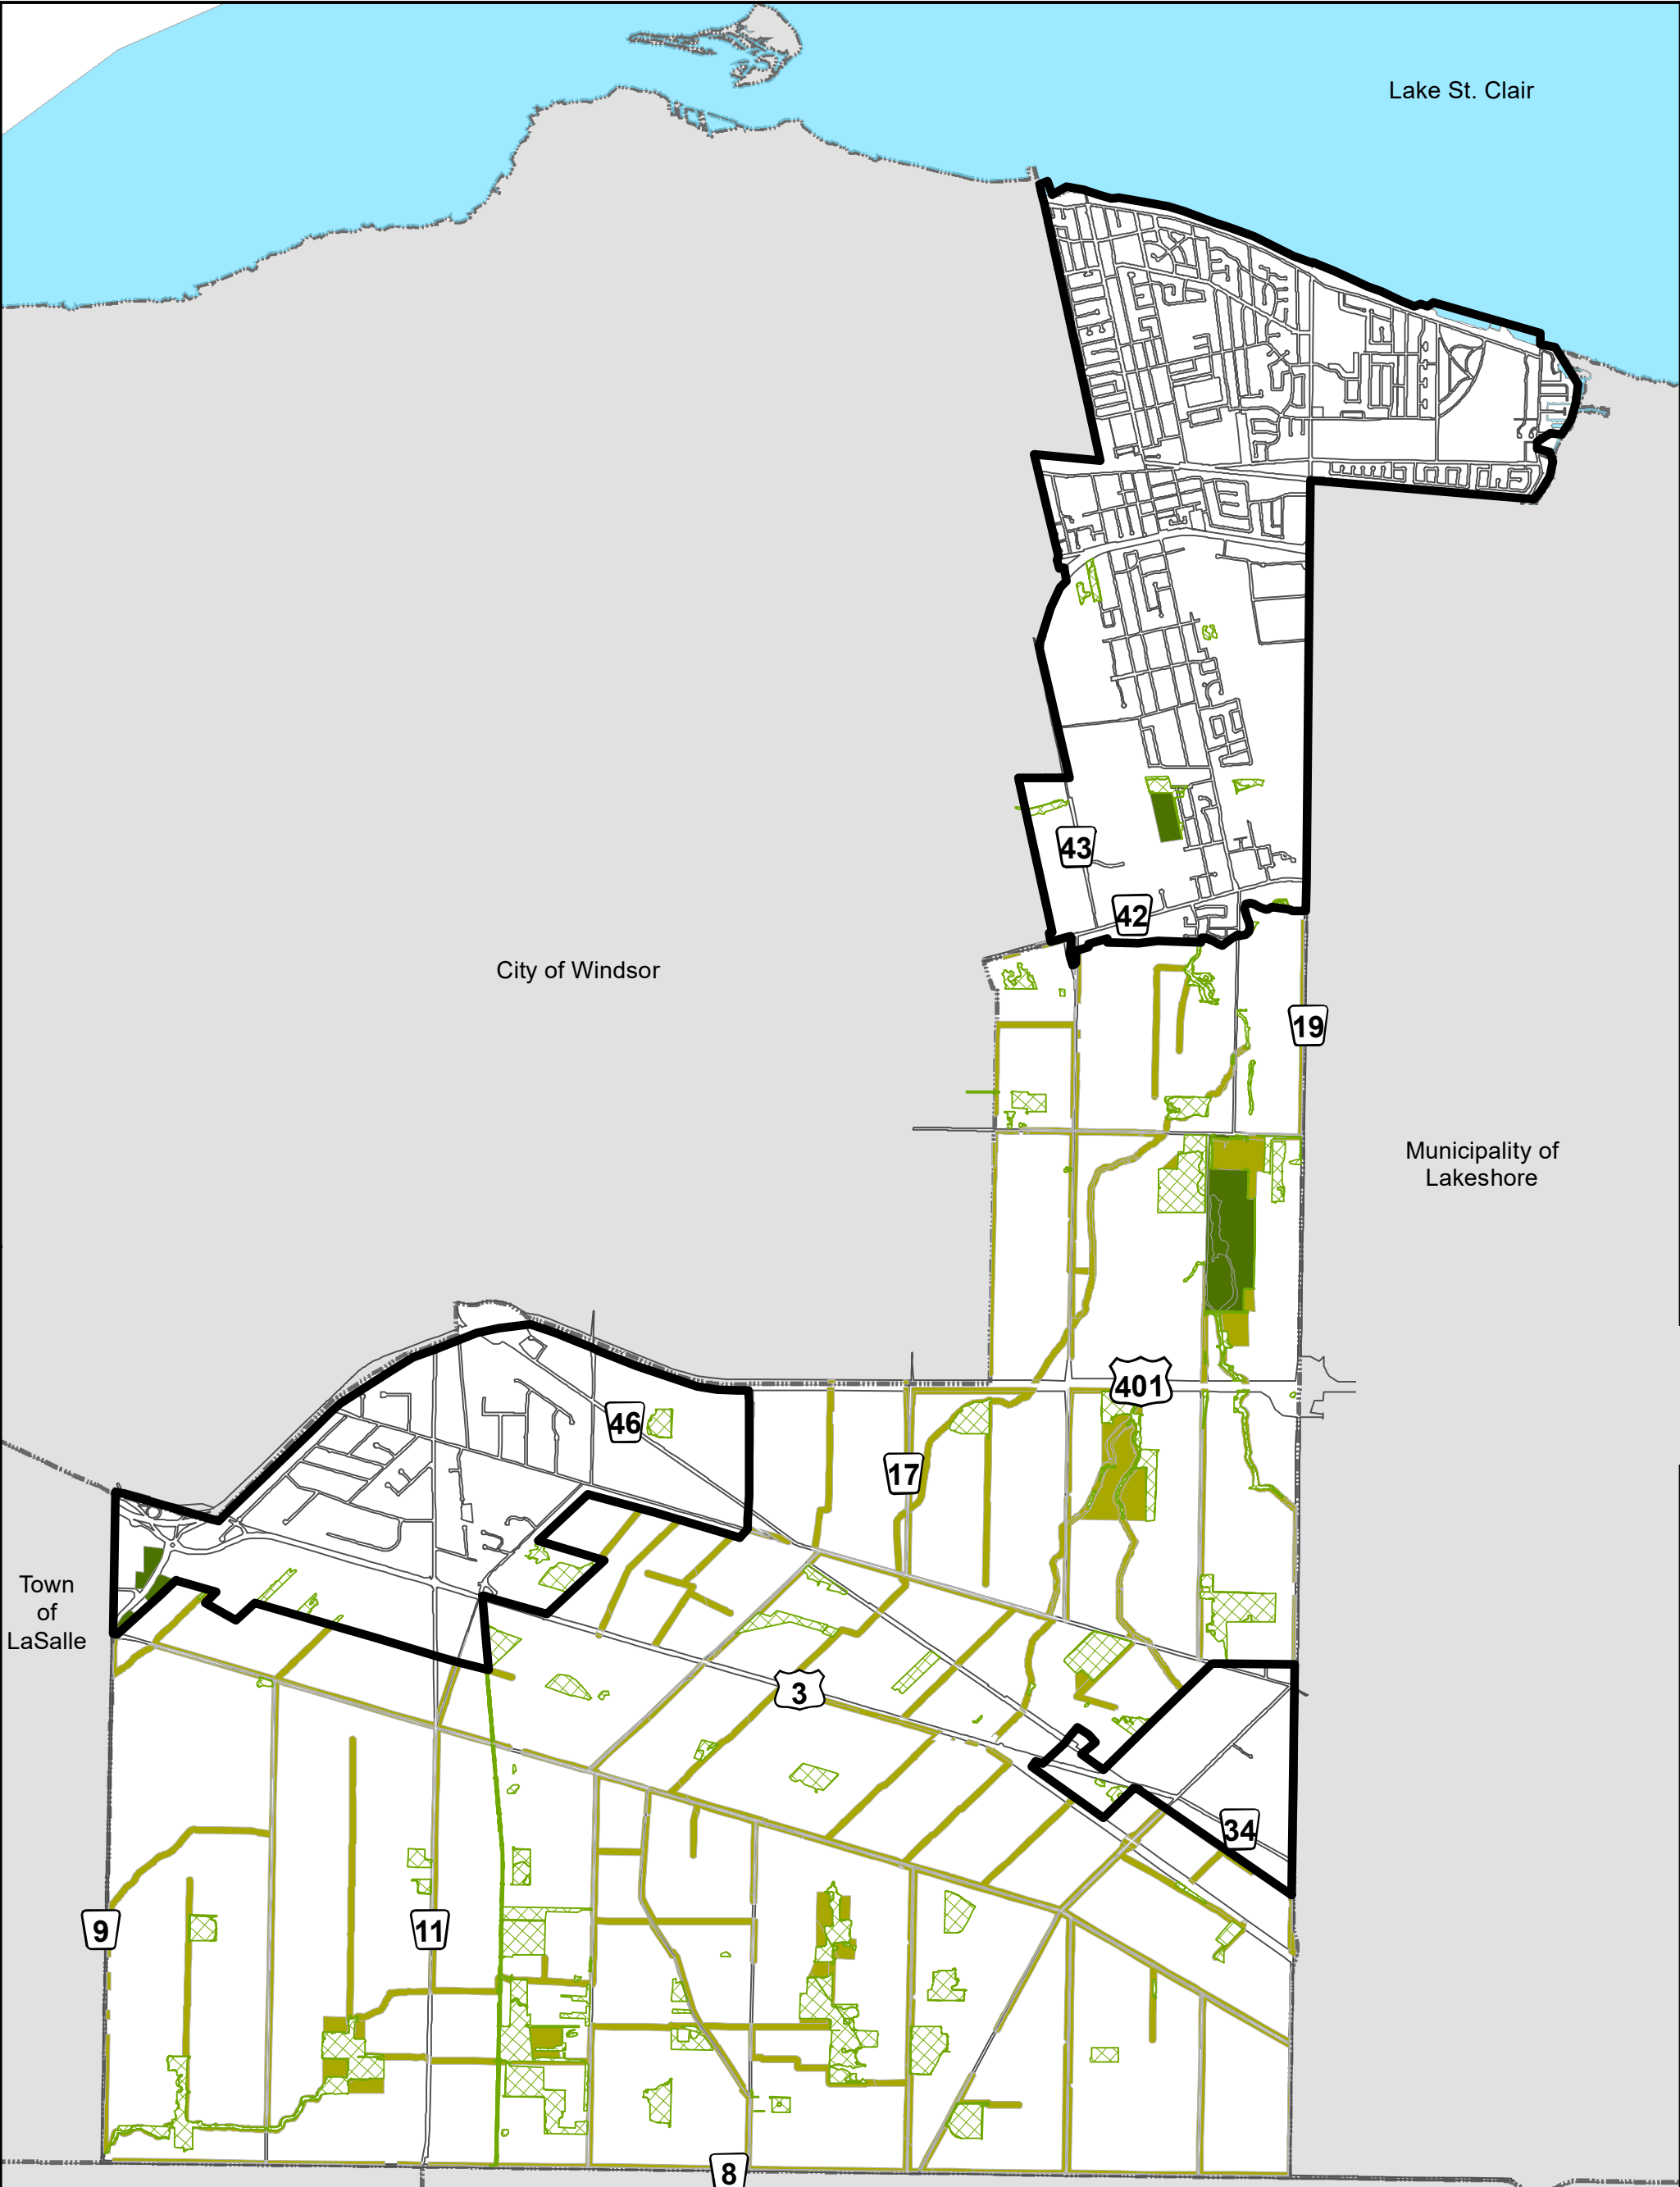 Lake St. Clair
43
42
City of Windsor
19
Municipality of
Lakeshore
401
46
17
Town
of
LaSalle
3
34
9
11
8